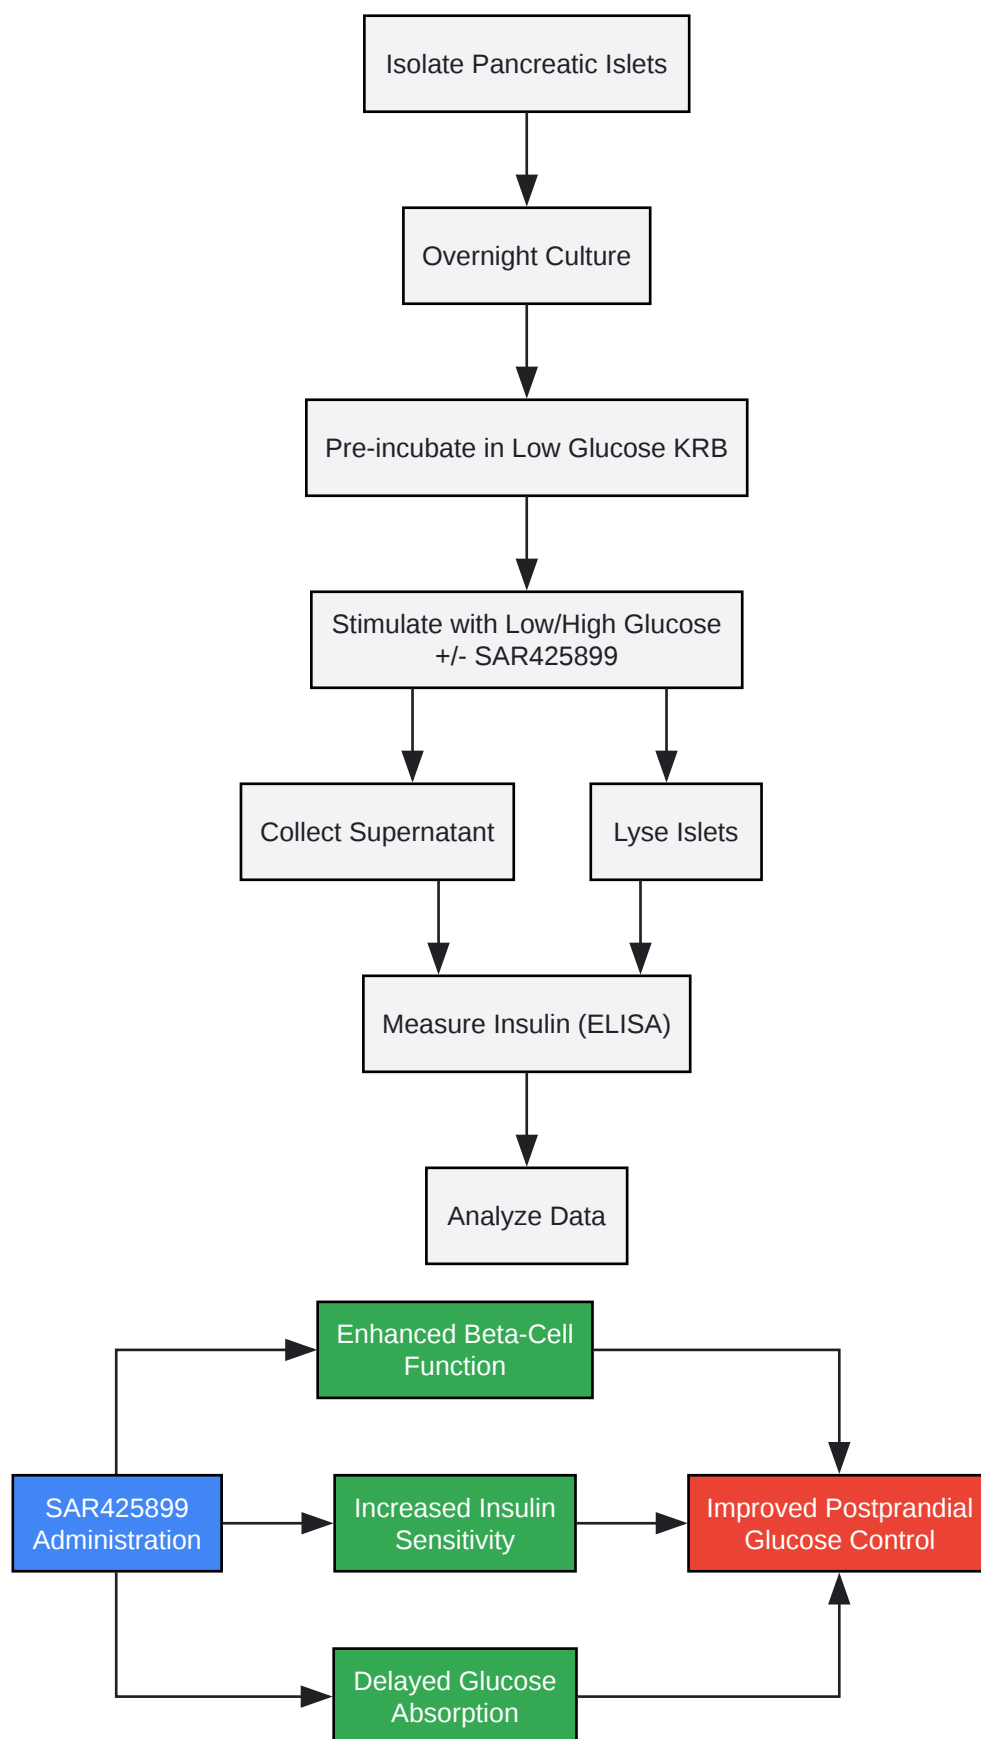 Isolate Pancreatic Islets
Overnight Culture
Pre-incubate in Low Glucose KRB
Stimulate with Low/High Glucose
+/- SAR425899
Collect Supernatant
Lyse Islets
Measure Insulin (ELISA)
Analyze Data
Enhanced Beta-Cell
Function
SAR425899
Administration
Increased Insulin
Sensitivity
Improved Postprandial
Glucose Control
Delayed Glucose
Absorption